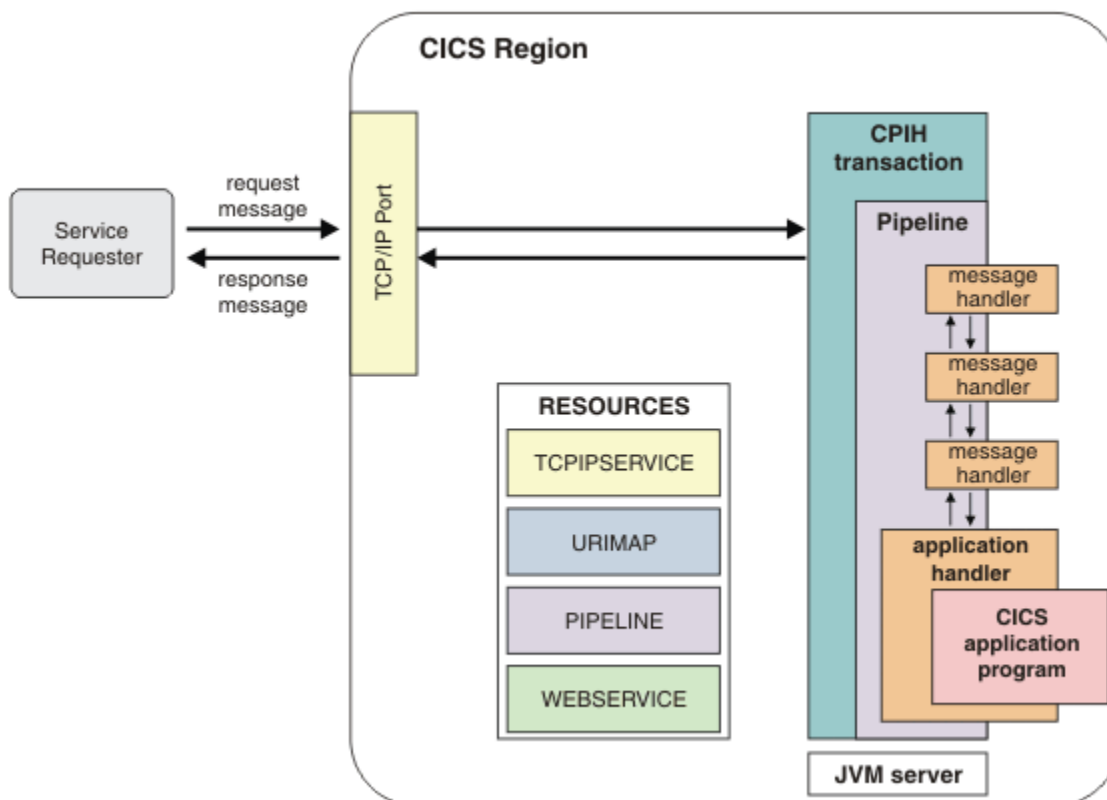 CICS Region
request
message
Service
Requester
response
message
TCP/IP Port
CPIH
transaction
Pipeline
message
handler
message
handler
message
handler
application
handler
CICS
application
program
RESOURCES
TCPIPSERVICE
URIMAP
PIPELINE
WEBSERVICE
JVM server